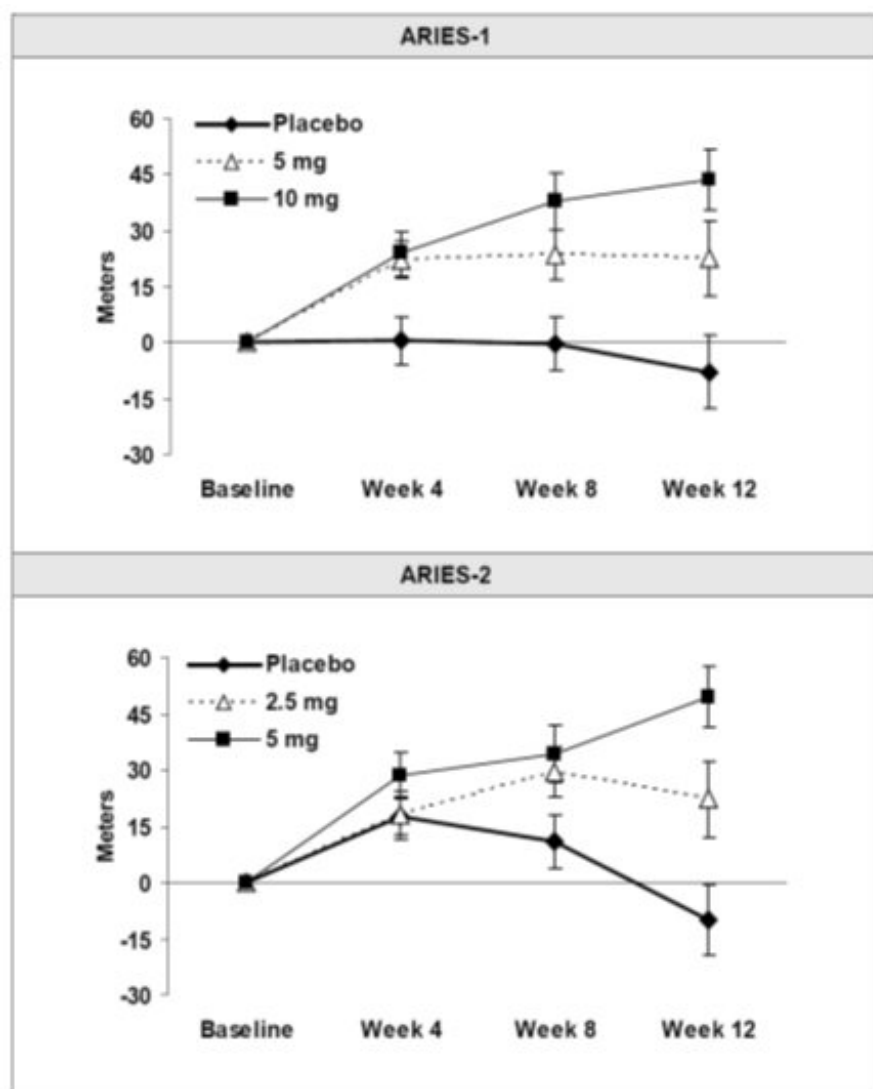 ARIES-1
60
45
30
15
0
-15
-30
Meters
Placebo
5 mg
10 mg
Baseline Week 4 Week 8 Week 12
ARIES-2
60
45
30
15
0
-15
-30
Meters
Placebo
2.5 mg
5 mg
Baseline Week 4 Week 8 Week 12